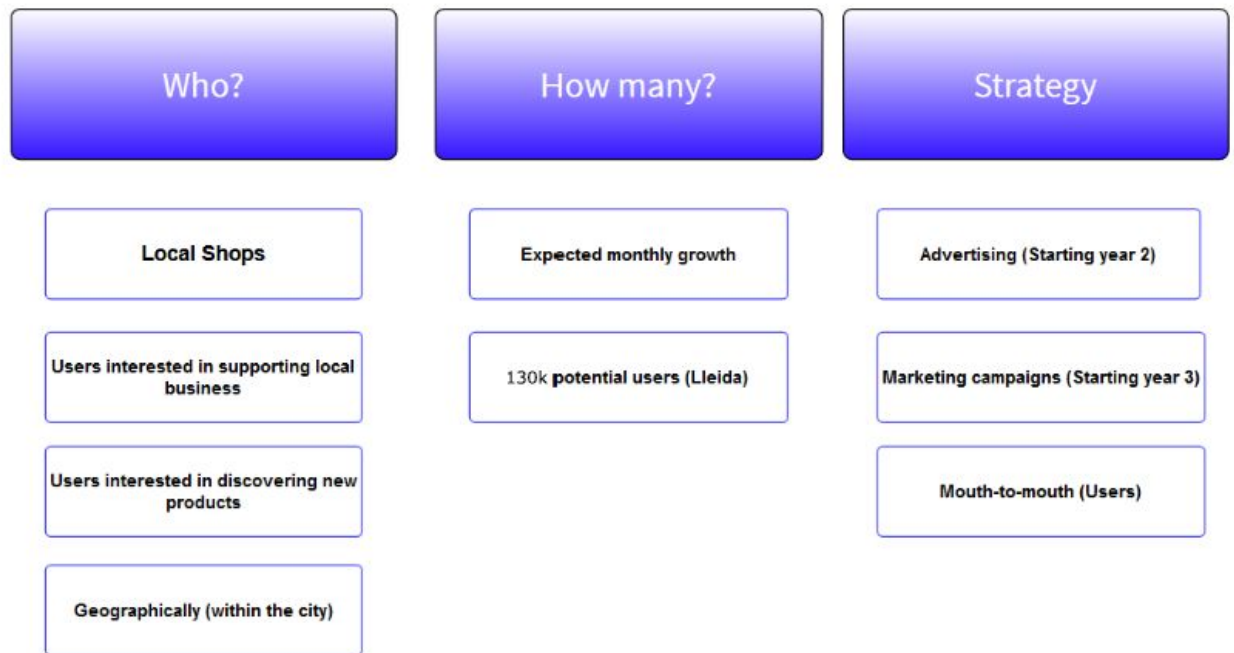 Who?
Local Shops
Users interested in supporting local
business
Users interested in discovering new
products
Geographically (within the city)
How many?
Expected monthly growth
130k potential users (Lleida)
Strategy
Advertising (Starting year 2)
Marketing campaigns (Starting year 3)
Mouth-to-mouth (Users)